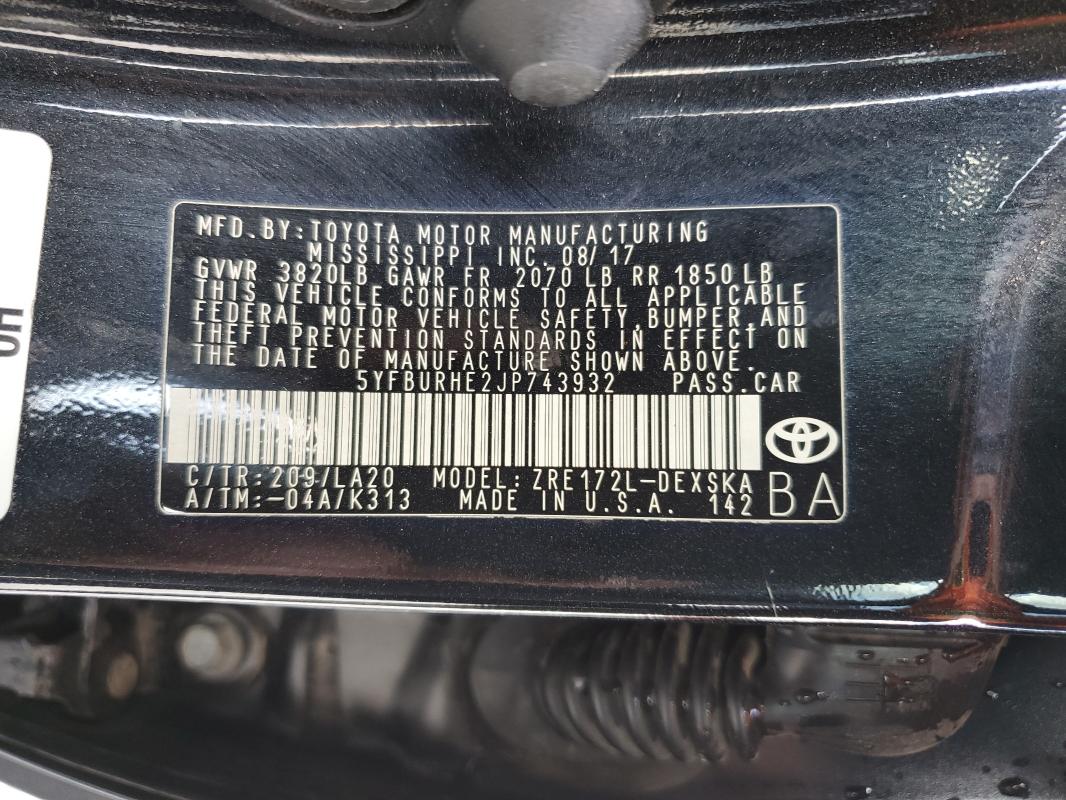 MFD.BY:TOYOTA MOTOR MANUFACTURING
MISSISSIPPI INC. 08/17
GVWR 3820LB GAWR FR 2070 LB RR 1850 LB
THIS VEHICLE CONFORMS TO ALL APPLICABLE
FEDERAL MOTOR VEHICLE SAFETY,BUMPER,AND
THEFT PREVENTION STANDARDS IN EFFECT ON
THE DATE OF MANUFACTURE SHOWN ABOVE.
5YFBURHE2JP743932 PASS.CAR
C/TR:209/LA20 MODEL:ZRE172L-DEXSKA
A/TM:-04A/K313 MADE IN U.S.A. 142
BA